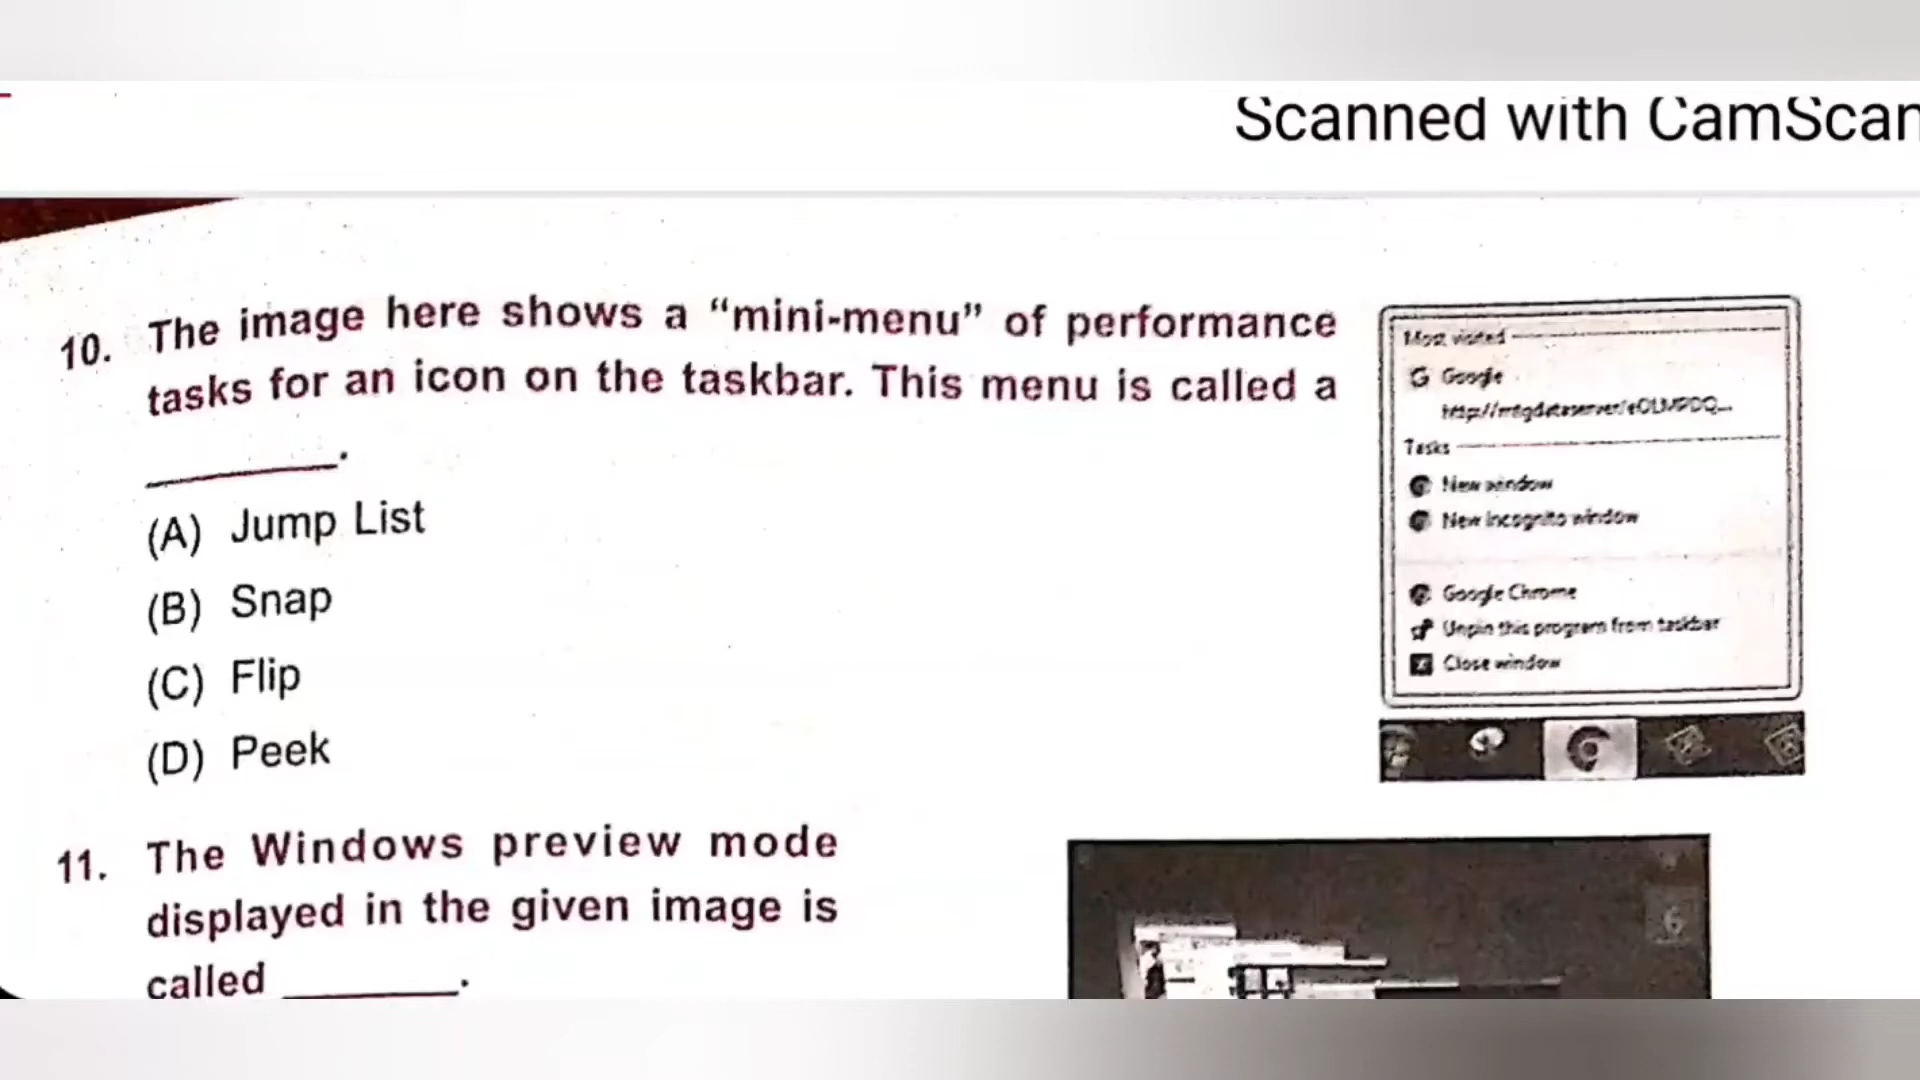 Scanned with CamScan
10. The image here shows a “mini-menu” of performance
tasks for an icon on the taskbar. This menu is called a
________.
(A) Jump List
(B) Snap
(C) Flip
(D) Peek
Most visited
Google
Tasks
New window
New incognito window
Google Chrome
Unpin this program from taskbar
Close window
11. The Windows preview mode
displayed in the given image is
called ________.